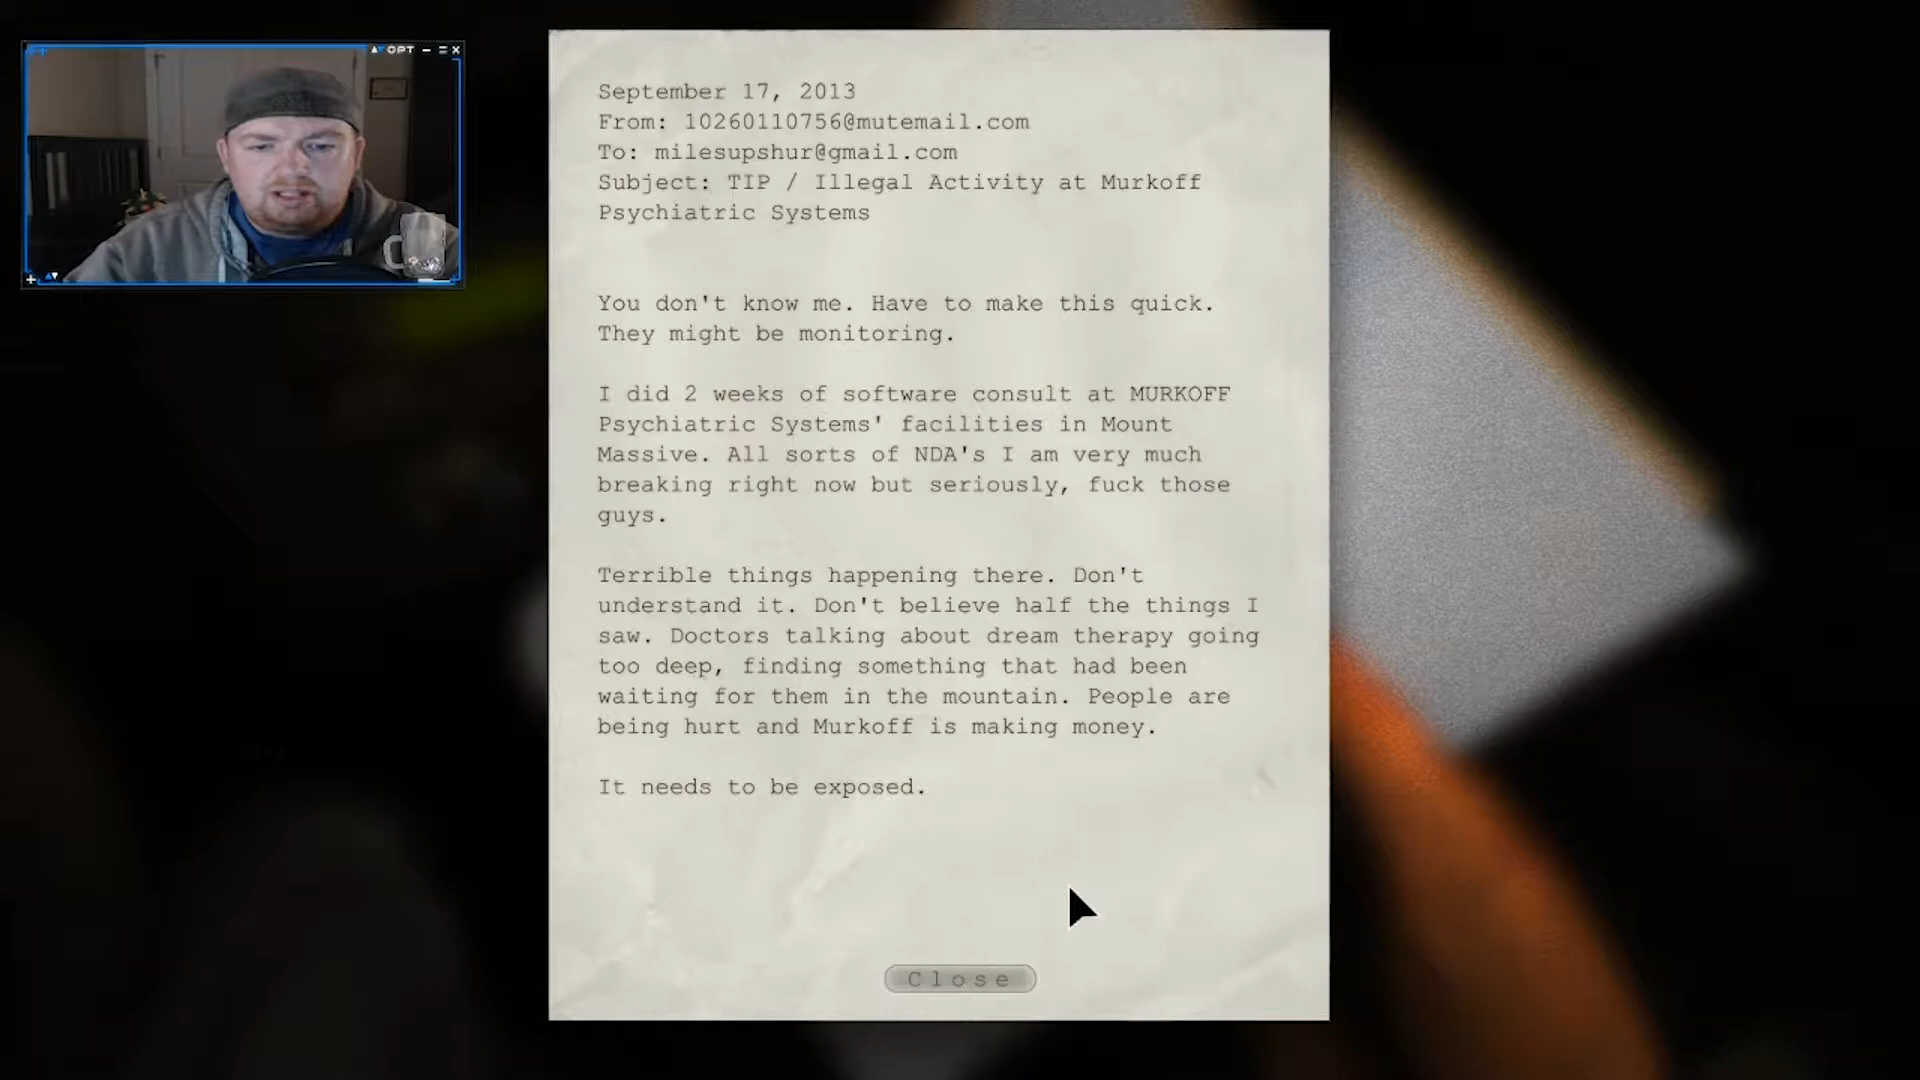 OPT
September 17, 2013
From: 10260110756@mutemail.com
To: milesupshur@gmail.com
Subject: TIP / Illegal Activity at Murkoff
Psychiatric Systems
You don't know me. Have to make this quick.
They might be monitoring.
I did 2 weeks of software consult at MURKOFF
Psychiatric Systems' facilities in Mount
Massive. All sorts of NDA's I am very much
breaking right now but seriously, fuck those
guys.
Terrible things happening there. Don't
understand it. Don't believe half the things I
saw. Doctors talking about dream therapy going
too deep, finding something that had been
waiting for them in the mountain. People are
being hurt and Murkoff is making money.
It needs to be exposed.
Close